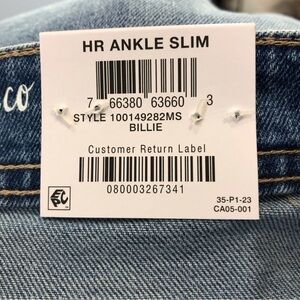 HR ANKLE SLIM
7 66380 63660 3
STYLE 100149282MS
BILLIE
Customer Return Label
080003267341
35-P1-23
CA05-001
co